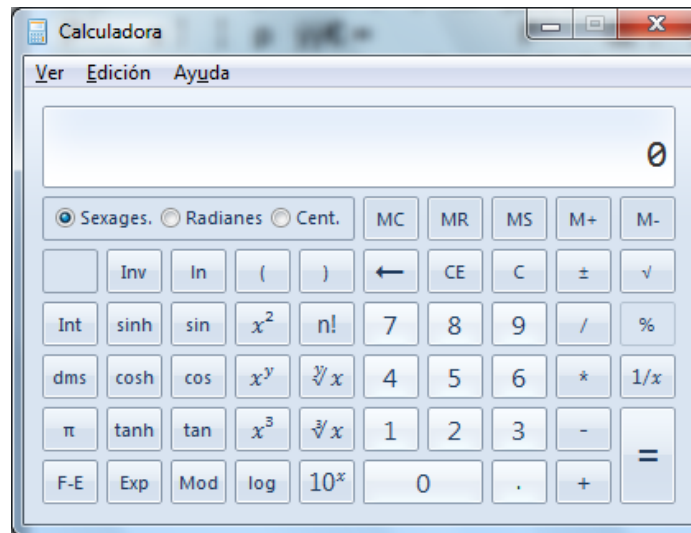 Calculadora
Ver Edición Ayuda
0
Sexages. Radianes Cent. MC MR MS M+ M-
Inv ln ( ) ← CE C ± √
Int sinh sin x² n! 7 8 9 / %
dms cosh cos xʸ ʸ√x 4 5 6 * 1/x
π tanh tan x³ ³√x 1 2 3 - =
F-E Exp Mod log 10ˣ 0 . +